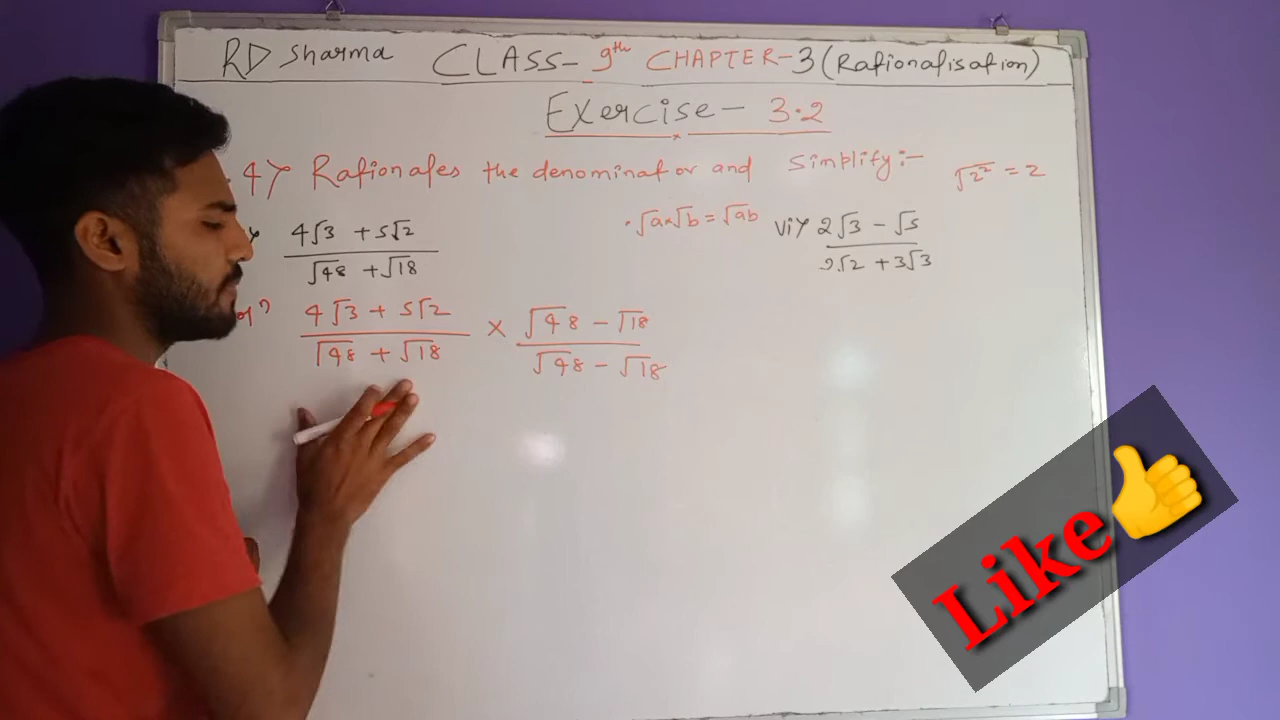 RD Sharma CLASS- 9th CHAPTER-3 (Rationalisation)
Exercise - 3.2
4> Rationales the denominator and Simplify:-
√2² = 2
4√3 + 5√2
√48 + √18
• √a×√b = √ab
vi> 2√3 - √5
2√2 + 3√3
4√3 + 5√2 × √48 - √18
√48 + √18 √48 - √18
Like👍